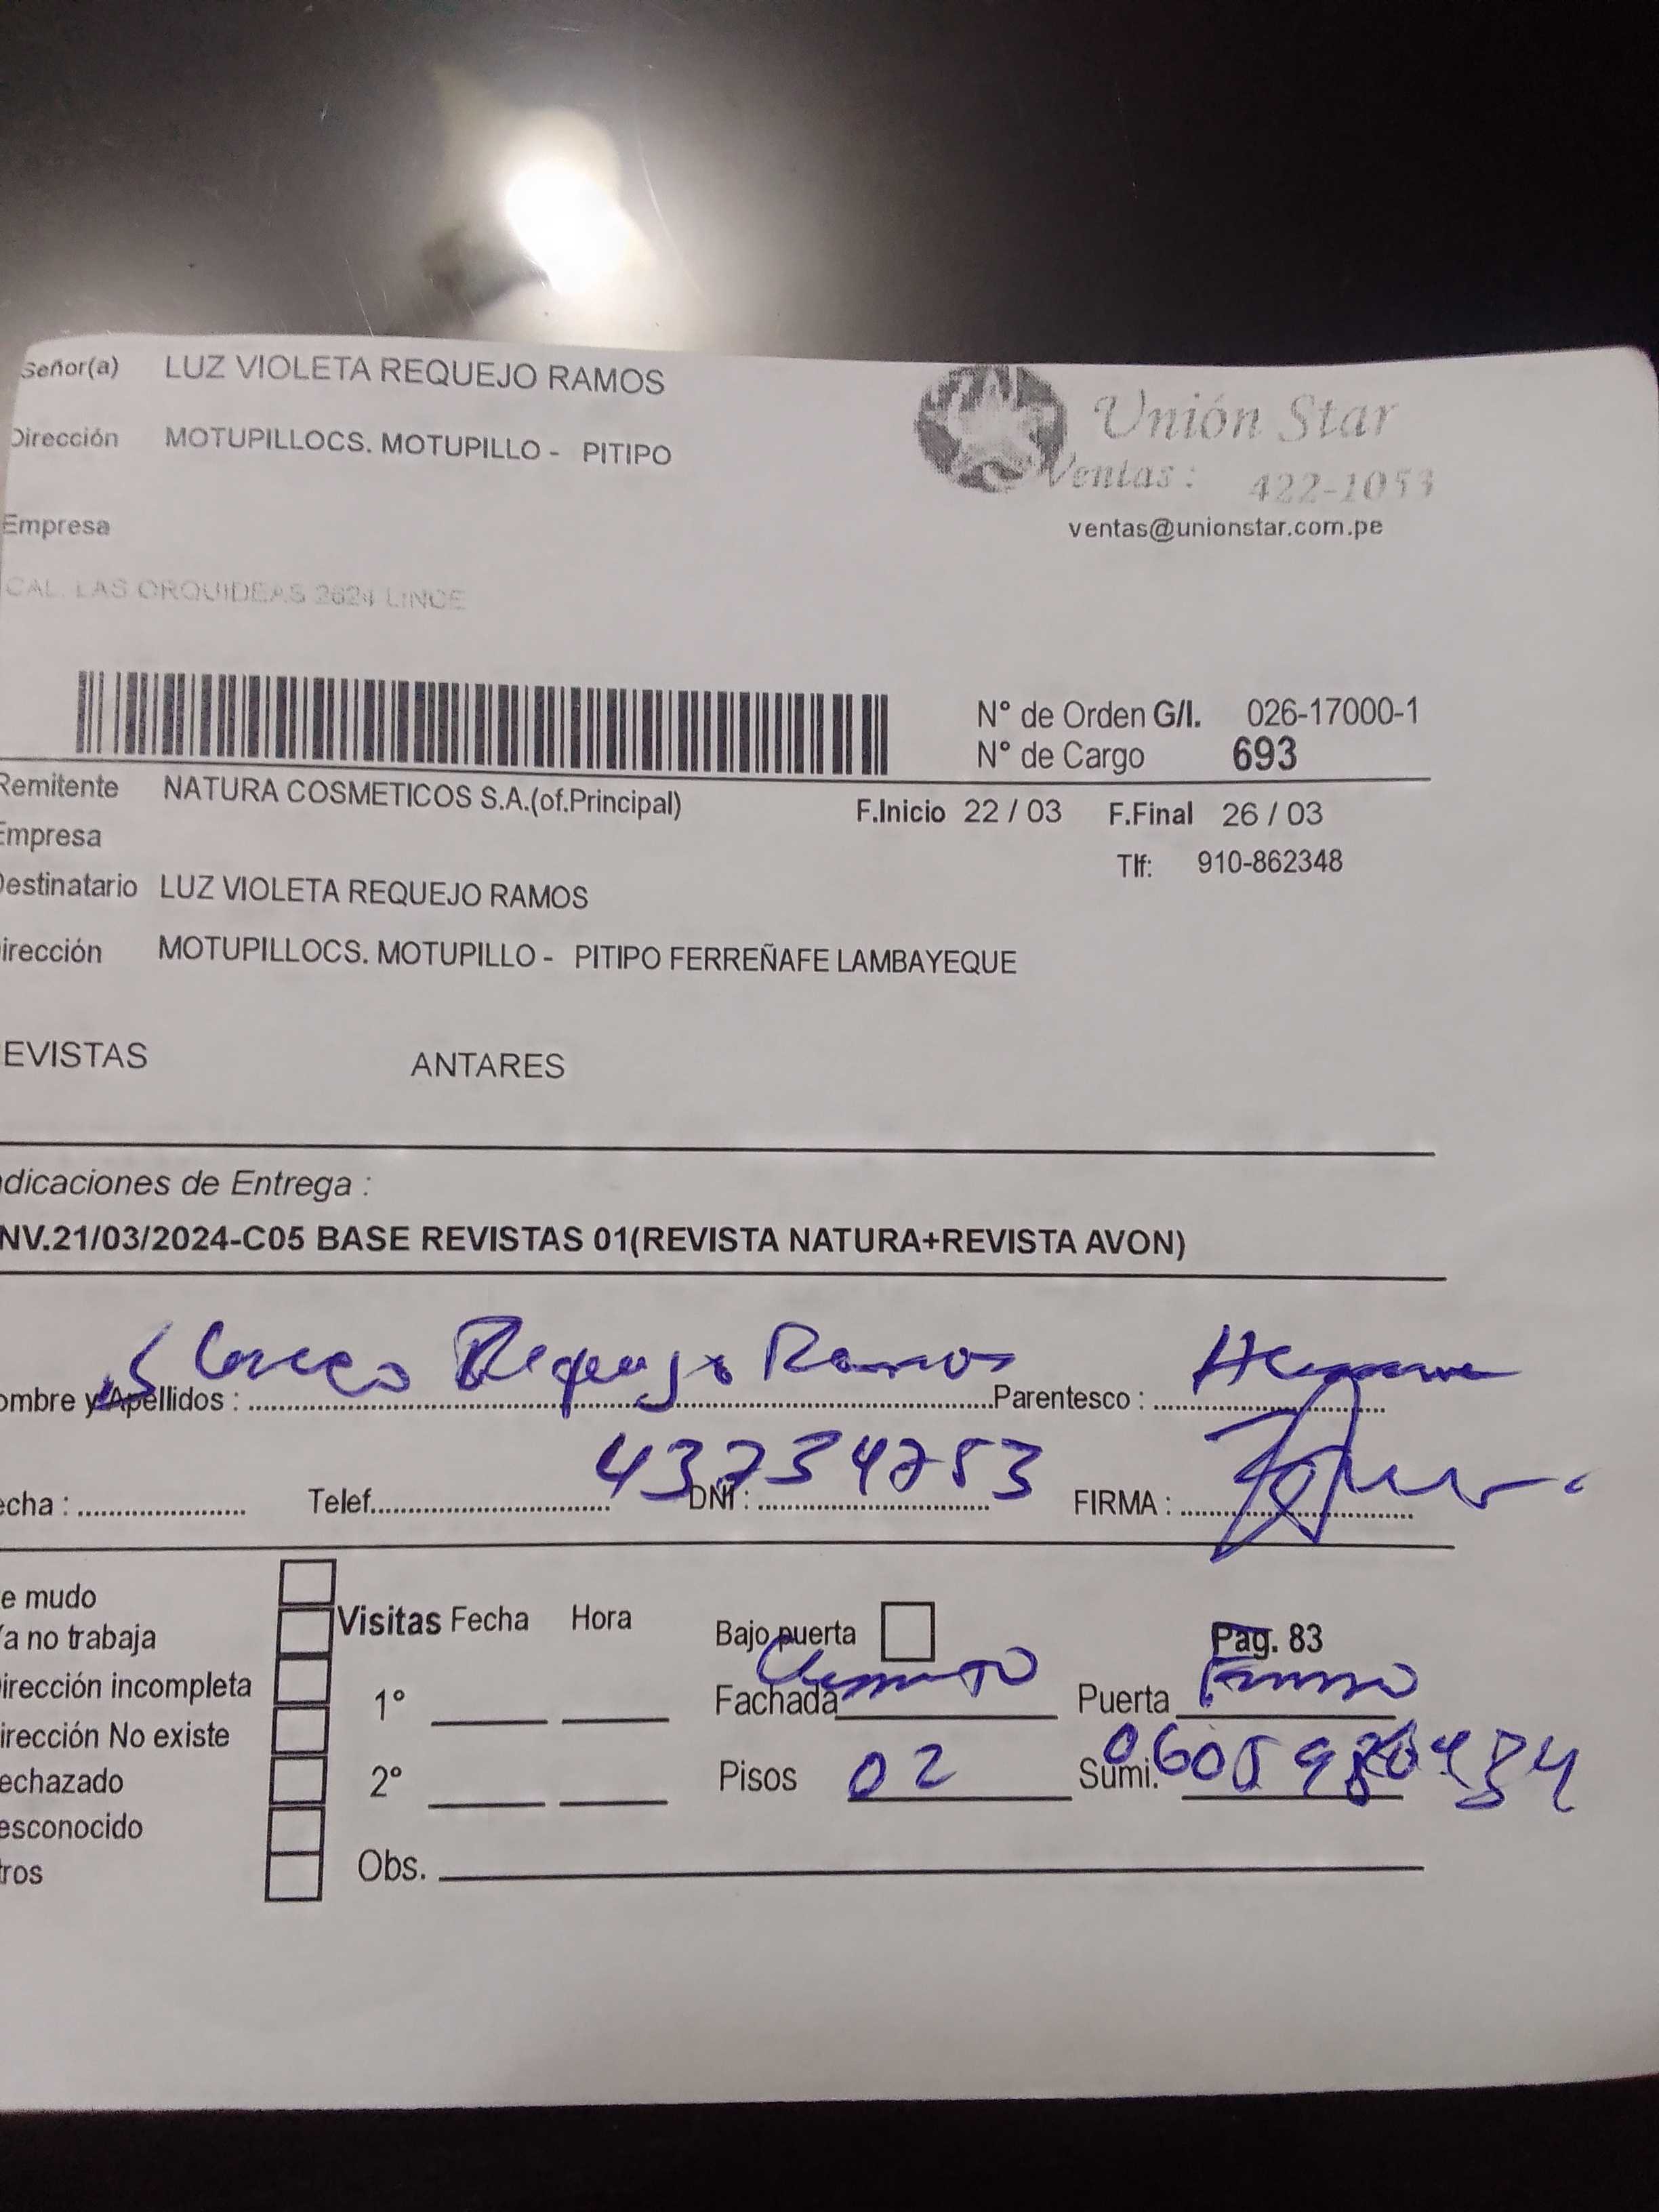 Señor(a) LUZ VIOLETA REQUEJO RAMOS
Dirección MOTUPILLOCS. MOTUPILLO - PITIPO
Unión Star
Ventas: 422-1053
ventas@unionstar.com.pe
Empresa
CAL. LAS ORQUIDEAS 2624 LINCE
N° de Orden G/I. 026-17000-1
N° de Cargo 693
Remitente NATURA COSMETICOS S.A.(of.Principal) F.Inicio 22 / 03 F.Final 26 / 03
Empresa Tlf: 910-862348
Destinatario LUZ VIOLETA REQUEJO RAMOS
irección MOTUPILLOCS. MOTUPILLO - PITIPO FERREÑAFE LAMBAYEQUE
EVISTAS ANTARES
dicaciones de Entrega :
NV.21/03/2024-C05 BASE REVISTAS 01(REVISTA NATURA+REVISTA AVON)
Requejo Ramos
ombre y Apellidos : Parentesco :
echa : Telef. DNI : FIRMA :
e mudo
Ya no trabaja
irección incompleta
irección No existe
echazado
esconocido
tros
Visitas Fecha Hora
1°
2°
Bajo puerta Pag. 83
Fachada Puerta
Pisos 02 Sumi.
Obs.